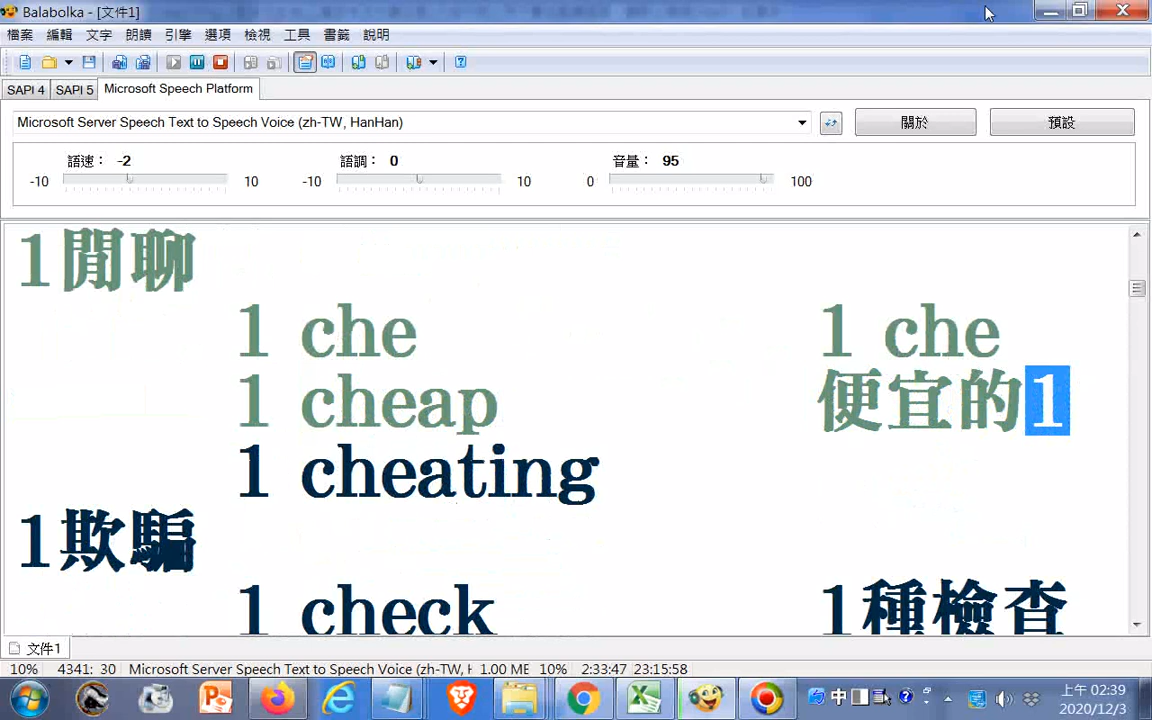 Balabolka - [文件1]
檔案 編輯 文字 朗讀 引擎 選項 檢視 工具 書籤 說明
SAPI 4 SAPI 5 Microsoft Speech Platform
Microsoft Server Speech Text to Speech Voice (zh-TW, HanHan) 關於 預設
語速: -2 語調: 0 音量: 95
-10 10 -10 10 0 100
1閒聊
1 che 1 che
1 cheap 便宜的1
1 cheating
1欺騙
1 check 1種檢查
文件1
10% 4341: 30 Microsoft Server Speech Text to Speech Voice (zh-TW, H 1.00 ME 10% 2:33:47 23:15:58
中 上午 02:39
2020/12/3